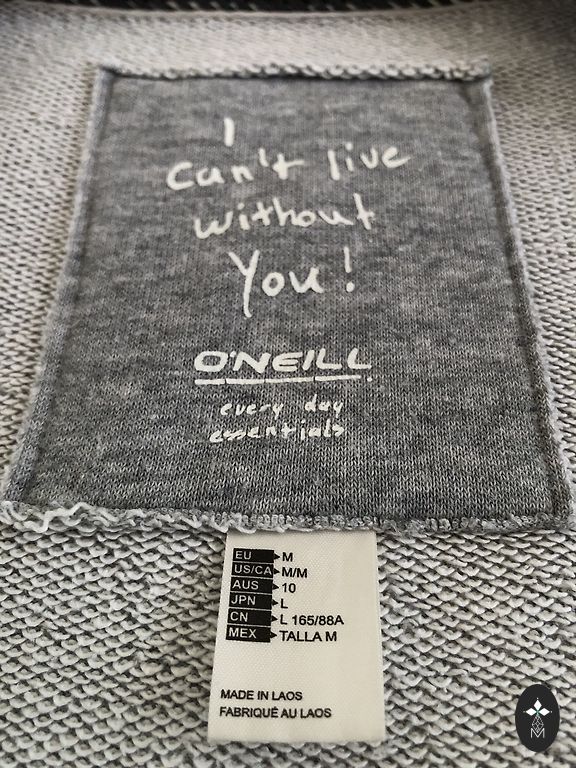 I
can't live
without
You!
O'NEILL
every day
essentials
EU M
US/CA M/M
AUS 10
JPN L
CN L 165/88A
MEX TALLA M
MADE IN LAOS
FABRIQUÉ AU LAOS
M